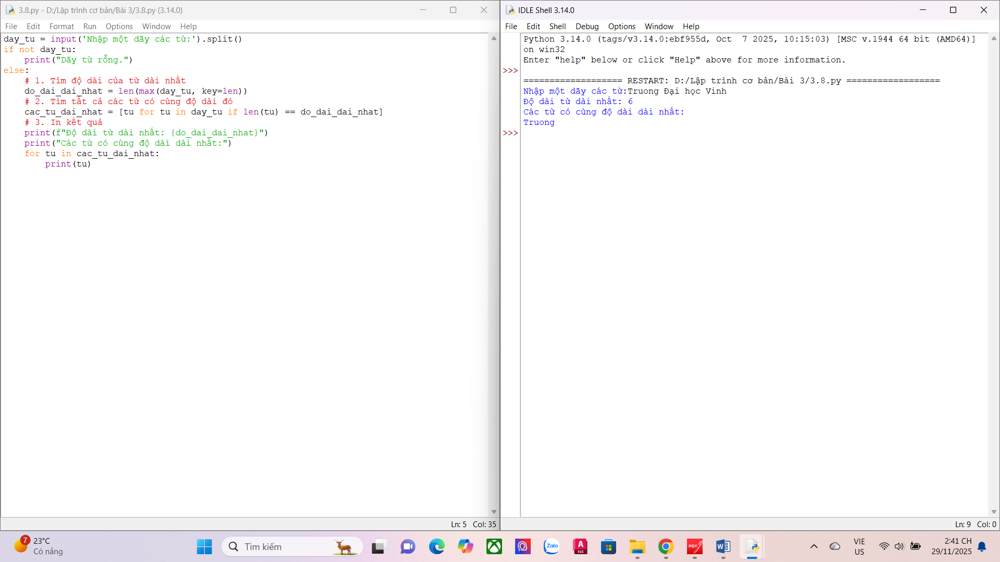 3.8.py - D:/Lập trình cơ bản/Bài 3/3.8.py (3.14.0)
File Edit Format Run Options Window Help
day_tu = input('Nhập một dãy các từ:').split()
if not day_tu:
    print("Dãy từ rỗng.")
else:
    # 1. Tìm độ dài của từ dài nhất
    do_dai_dai_nhat = len(max(day_tu, key=len))
    # 2. Tìm tất cả các từ có cùng độ dài đó
    cac_tu_dai_nhat = [tu for tu in day_tu if len(tu) == do_dai_dai_nhat]
    # 3. In kết quả
    print(f"Độ dài từ dài nhất: {do_dai_dai_nhat}")
    print("Các từ có cùng độ dài dài nhất:")
    for tu in cac_tu_dai_nhat:
        print(tu)
Ln: 5 Col: 35
IDLE Shell 3.14.0
File Edit Shell Debug Options Window Help
Python 3.14.0 (tags/v3.14.0:ebf955d, Oct  7 2025, 10:15:03) [MSC v.1944 64 bit (AMD64)]
on win32
Enter "help" below or click "Help" above for more information.
>>>
=================== RESTART: D:/Lập trình cơ bản/Bài 3/3.8.py ==================
Nhập một dãy các từ:Truong Đại học Vinh
Độ dài từ dài nhất: 6
Các từ có cùng độ dài dài nhất:
Truong
>>>
Ln: 9 Col: 0
7
23°C
Có nắng
Tìm kiếm
Zalo
A
ELC
PDF
W
VIE
US
2:41 CH
29/11/2025